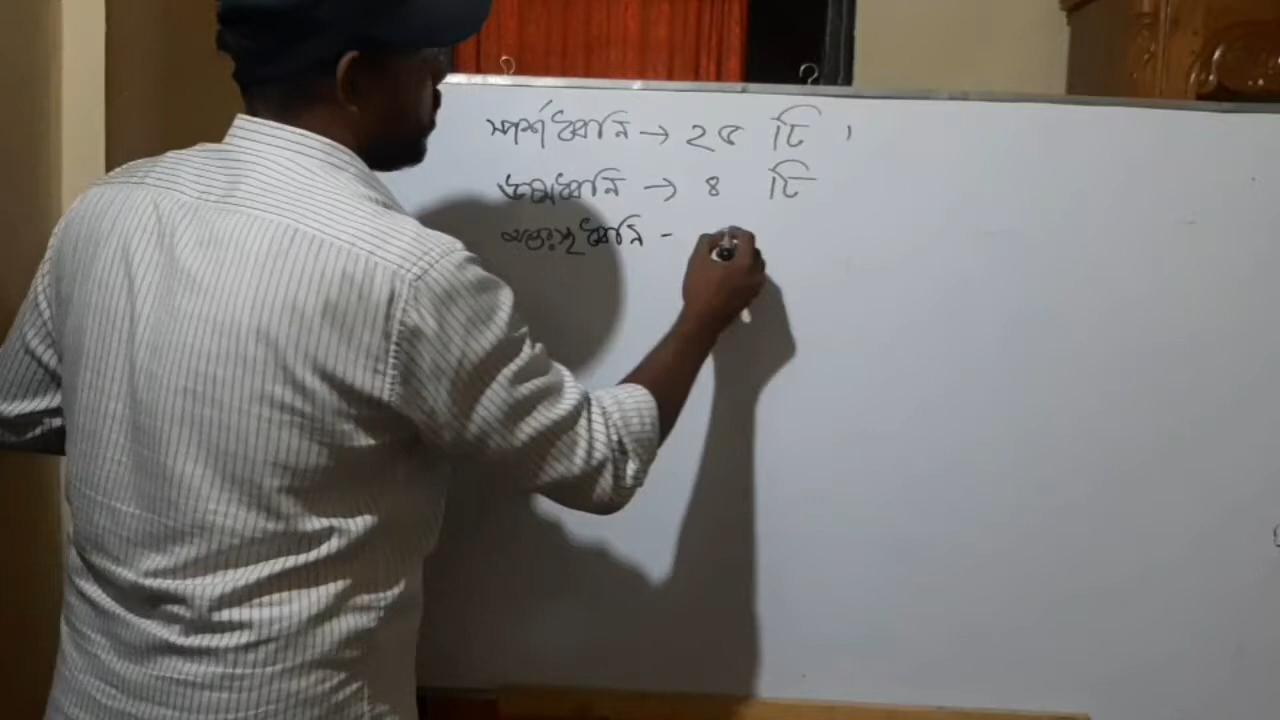 স্পর্শধ্বনি → ২৫ টি।
উষ্মধ্বনি → ৪ টি
অন্তঃস্থ ধ্বনি -